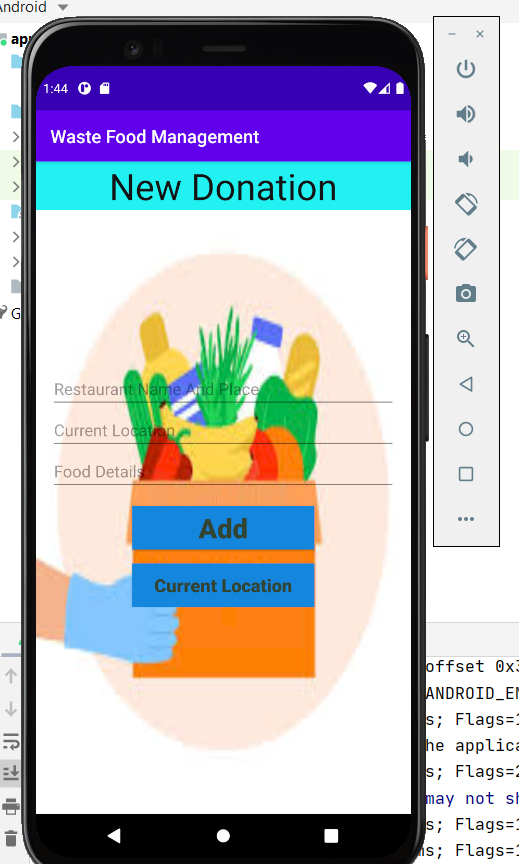 Android
app
1:44
Waste Food Management
New Donation
Restaurant Name And Place
Current Location
Food Details
Add
Current Location
G
offset 0x3
ANDROID_EN
s; Flags=1
he applica
s; Flags=2
may not sh
s; Flags=1
s; Flags=1